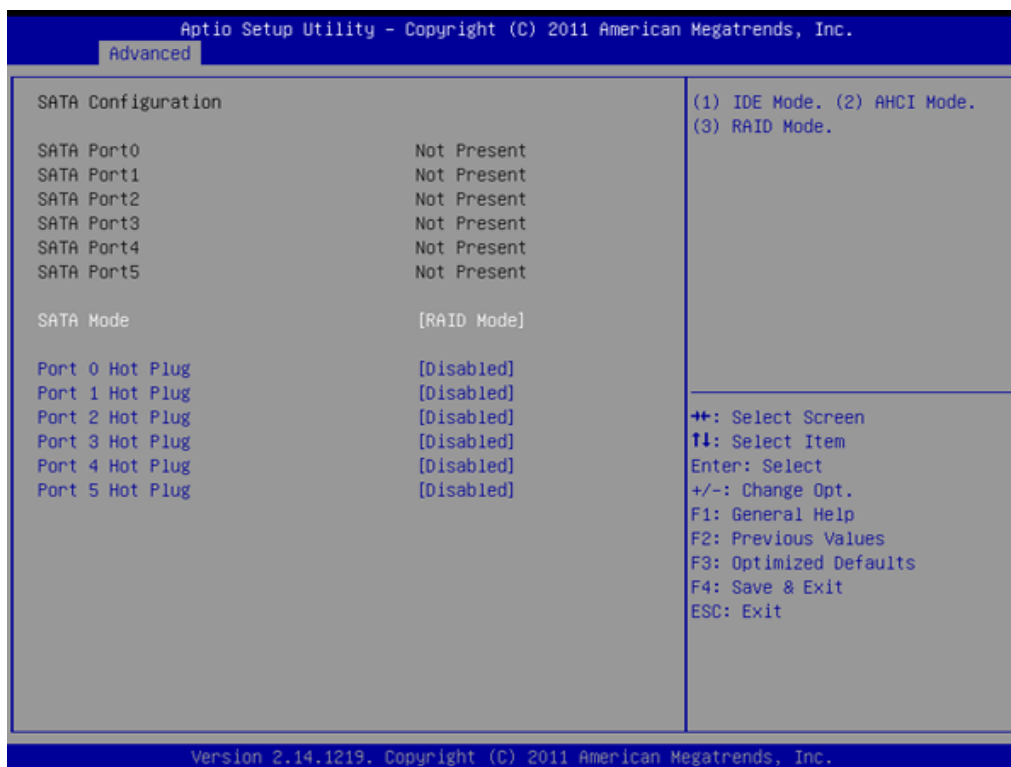 Aptio Setup Utility – Copyright (C) 2011 American Megatrends, Inc.
Advanced
SATA Configuration
SATA Port0 Not Present
SATA Port1 Not Present
SATA Port2 Not Present
SATA Port3 Not Present
SATA Port4 Not Present
SATA Port5 Not Present
SATA Mode [RAID Mode]
Port 0 Hot Plug [Disabled]
Port 1 Hot Plug [Disabled]
Port 2 Hot Plug [Disabled]
Port 3 Hot Plug [Disabled]
Port 4 Hot Plug [Disabled]
Port 5 Hot Plug [Disabled]
(1) IDE Mode. (2) AHCI Mode.
(3) RAID Mode.
→←: Select Screen
↑↓: Select Item
Enter: Select
+/-: Change Opt.
F1: General Help
F2: Previous Values
F3: Optimized Defaults
F4: Save & Exit
ESC: Exit
Version 2.14.1219. Copyright (C) 2011 American Megatrends, Inc.